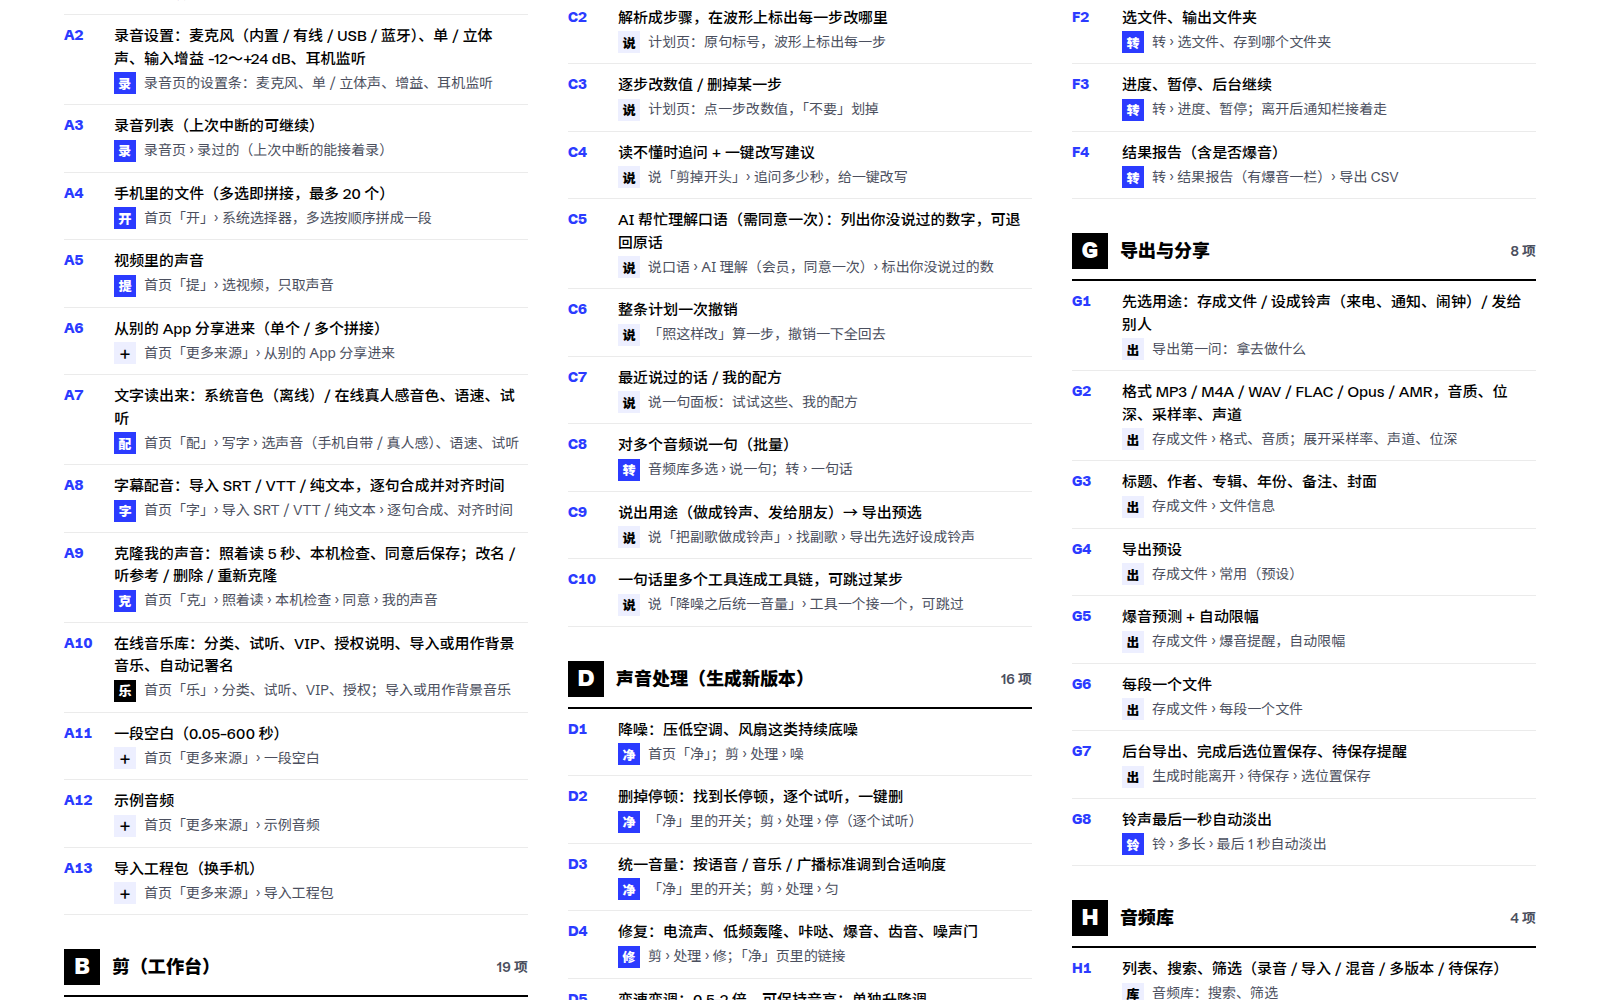 A2
录音设置：麦克风（内置 / 有线 / USB / 蓝牙）、单 / 立体
声、输入增益 -12～+24 dB、耳机监听
录 录音页的设置条：麦克风、单 / 立体声、增益、耳机监听
A3
录音列表（上次中断的可继续）
录 录音页 › 录过的（上次中断的能接着录）
A4
手机里的文件（多选即拼接，最多 20 个）
开 首页「开」› 系统选择器，多选按顺序拼成一段
A5
视频里的声音
提 首页「提」› 选视频，只取声音
A6
从别的 App 分享进来（单个 / 多个拼接）
+ 首页「更多来源」› 从别的 App 分享进来
A7
文字读出来：系统音色（离线）/ 在线真人感音色、语速、试
听
配 首页「配」› 写字 › 选声音（手机自带 / 真人感）、语速、试听
A8
字幕配音：导入 SRT / VTT / 纯文本，逐句合成并对齐时间
字 首页「字」› 导入 SRT / VTT / 纯文本 › 逐句合成、对齐时间
A9
克隆我的声音：照着读 5 秒、本机检查、同意后保存；改名 /
听参考 / 删除 / 重新克隆
克 首页「克」› 照着读 › 本机检查 › 同意 › 我的声音
A10
在线音乐库：分类、试听、VIP、授权说明、导入或用作背景
音乐、自动记署名
乐 首页「乐」› 分类、试听、VIP、授权；导入或用作背景音乐
A11
一段空白（0.05–600 秒）
+ 首页「更多来源」› 一段空白
A12
示例音频
+ 首页「更多来源」› 示例音频
A13
导入工程包（换手机）
+ 首页「更多来源」› 导入工程包
B 剪（工作台） 19 项
C2
解析成步骤，在波形上标出每一步改哪里
说 计划页：原句标号，波形上标出每一步
C3
逐步改数值 / 删掉某一步
说 计划页：点一步改数值，「不要」划掉
C4
读不懂时追问 + 一键改写建议
说 说「剪掉开头」› 追问多少秒，给一键改写
C5
AI 帮忙理解口语（需同意一次）：列出你没说过的数字，可退
回原话
说 说口语 › AI 理解（会员，同意一次）› 标出你没说过的数
C6
整条计划一次撤销
说 「照这样改」算一步，撤销一下全回去
C7
最近说过的话 / 我的配方
说 说一句面板：试试这些、我的配方
C8
对多个音频说一句（批量）
转 音频库多选 › 说一句；转 › 一句话
C9
说出用途（做成铃声、发给朋友）→ 导出预选
说 说「把副歌做成铃声」› 找副歌 › 导出先选好设成铃声
C10
一句话里多个工具连成工具链，可跳过某步
说 说「降噪之后统一音量」› 工具一个接一个，可跳过
D 声音处理（生成新版本） 16 项
D1
降噪：压低空调、风扇这类持续底噪
净 首页「净」；剪 › 处理 › 噪
D2
删掉停顿：找到长停顿，逐个试听，一键删
净 「净」里的开关；剪 › 处理 › 停（逐个试听）
D3
统一音量：按语音 / 音乐 / 广播标准调到合适响度
净 「净」里的开关；剪 › 处理 › 匀
D4
修复：电流声、低频轰隆、咔哒、爆音、齿音、噪声门
修 剪 › 处理 › 修；「净」页里的链接
D5
变速变调：0.5-2 倍，可保持音高；单独升降调
F2
选文件、输出文件夹
转 转 › 选文件、存到哪个文件夹
F3
进度、暂停、后台继续
转 转 › 进度、暂停；离开后通知栏接着走
F4
结果报告（含是否爆音）
转 转 › 结果报告（有爆音一栏）› 导出 CSV
G 导出与分享 8 项
G1
先选用途：存成文件 / 设成铃声（来电、通知、闹钟）/ 发给
别人
出 导出第一问：拿去做什么
G2
格式 MP3 / M4A / WAV / FLAC / Opus / AMR，音质、位
深、采样率、声道
出 存成文件 › 格式、音质；展开采样率、声道、位深
G3
标题、作者、专辑、年份、备注、封面
出 存成文件 › 文件信息
G4
导出预设
出 存成文件 › 常用（预设）
G5
爆音预测 + 自动限幅
出 存成文件 › 爆音提醒，自动限幅
G6
每段一个文件
出 存成文件 › 每段一个文件
G7
后台导出、完成后选位置保存、待保存提醒
出 生成时能离开 › 待保存 › 选位置保存
G8
铃声最后一秒自动淡出
铃 铃 › 多长 › 最后 1 秒自动淡出
H 音频库 4 项
H1
列表、搜索、筛选（录音 / 导入 / 混音 / 多版本 / 待保存）
库 音频库：搜索、筛选